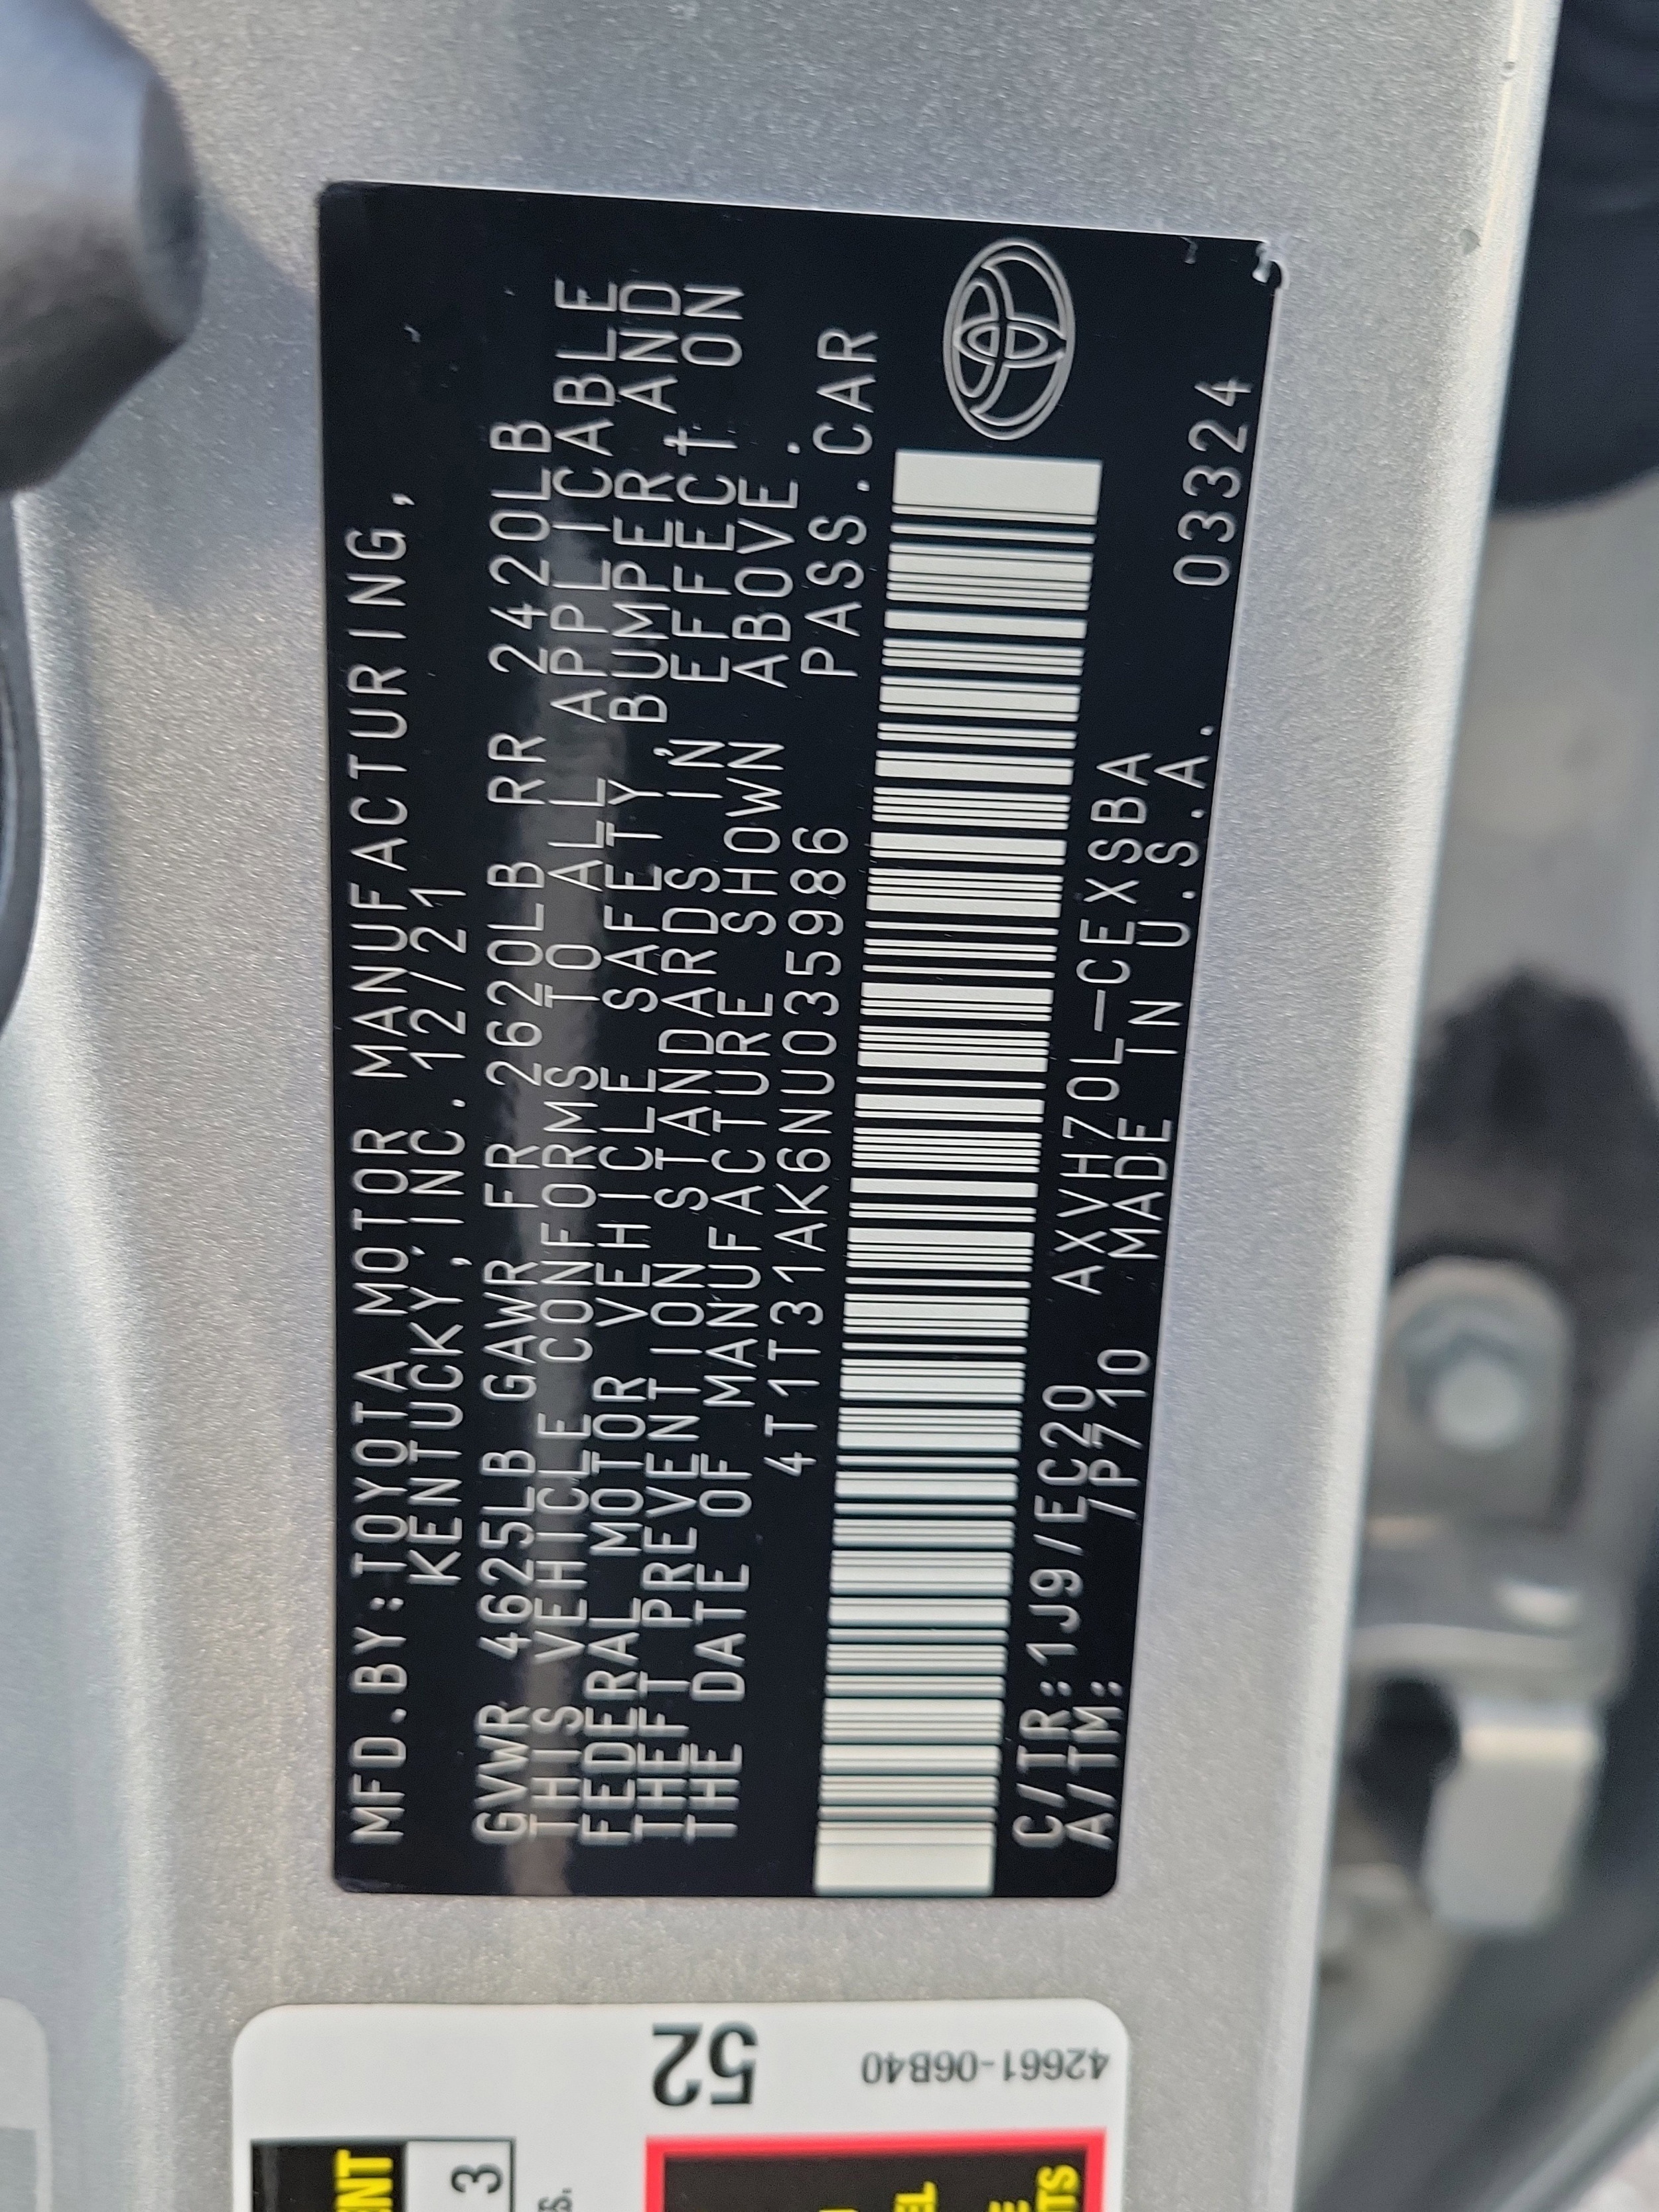 MFD.BY:TOYOTA MOTOR MANUFACTURING,
KENTUCKY,INC.12/21
GVWR 4625LB GAWR FR 2620LB RR 2420LB
THIS VEHICLE CONFORMS TO ALL APPLICABLE
FEDERAL MOTOR VEHICLE SAFETY, BUMPER AND
THEFT PREVENTION STANDARDS IN EFFECT ON
THE DATE OF MANUFACTURE SHOWN ABOVE.
4T1T31AK6NU035986 PASS.CAR
C/TR:1J9/EC20 AXVH70L-CEXSBA
A/TM: /P710 MADE IN U.S.A. 03324
52
42661-06B40
3